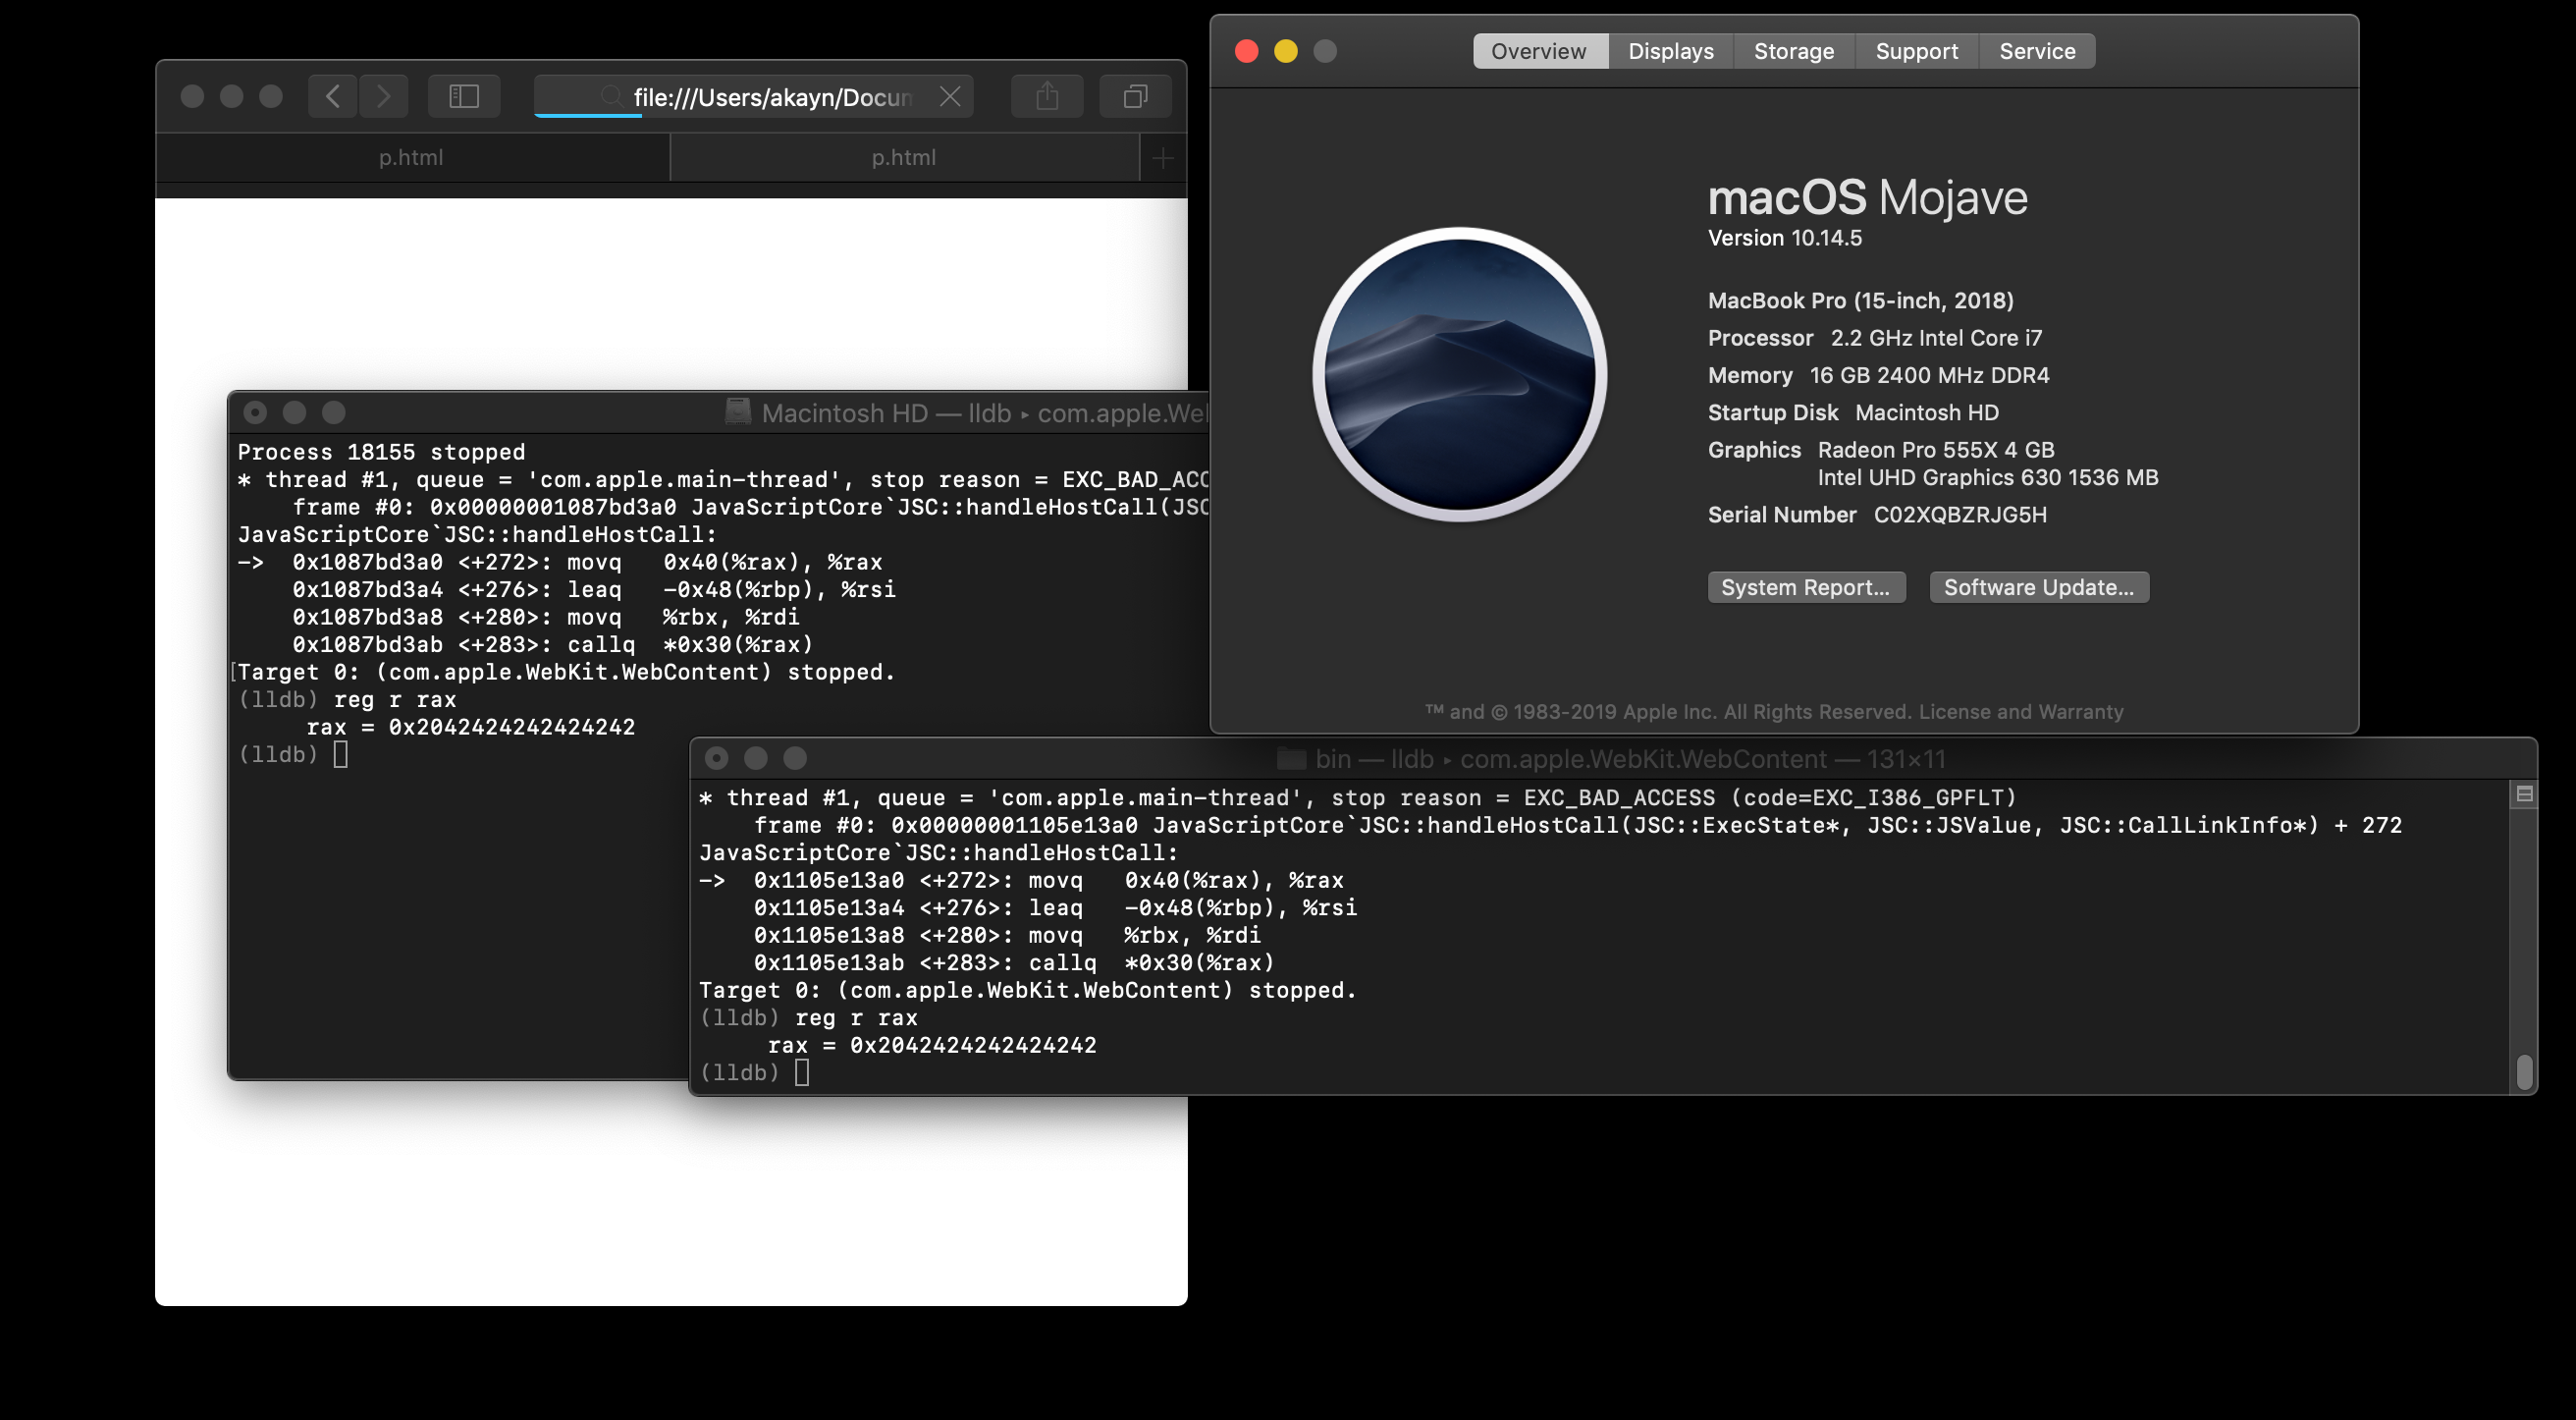 file:///Users/akayn/Docum
p.html
p.html
Macintosh HD — lldb ▸ com.apple.Wel
Process 18155 stopped
* thread #1, queue = 'com.apple.main-thread', stop reason = EXC_BAD_ACC
frame #0: 0x00000001087bd3a0 JavaScriptCore`JSC::handleHostCall(JSC
JavaScriptCore`JSC::handleHostCall:
-> 0x1087bd3a0 <+272>: movq 0x40(%rax), %rax
0x1087bd3a4 <+276>: leaq -0x48(%rbp), %rsi
0x1087bd3a8 <+280>: movq %rbx, %rdi
0x1087bd3ab <+283>: callq *0x30(%rax)
[Target 0: (com.apple.WebKit.WebContent) stopped.
(lldb) reg r rax
rax = 0x2042424242424242
(lldb)
Overview Displays Storage Support Service
macOS Mojave
Version 10.14.5
MacBook Pro (15-inch, 2018)
Processor 2.2 GHz Intel Core i7
Memory 16 GB 2400 MHz DDR4
Startup Disk Macintosh HD
Graphics Radeon Pro 555X 4 GB
Intel UHD Graphics 630 1536 MB
Serial Number C02XQBZRJG5H
System Report... Software Update...
™ and © 1983-2019 Apple Inc. All Rights Reserved. License and Warranty
bin — lldb ▸ com.apple.WebKit.WebContent — 131×11
* thread #1, queue = 'com.apple.main-thread', stop reason = EXC_BAD_ACCESS (code=EXC_I386_GPFLT)
frame #0: 0x00000001105e13a0 JavaScriptCore`JSC::handleHostCall(JSC::ExecState*, JSC::JSValue, JSC::CallLinkInfo*) + 272
JavaScriptCore`JSC::handleHostCall:
-> 0x1105e13a0 <+272>: movq 0x40(%rax), %rax
0x1105e13a4 <+276>: leaq -0x48(%rbp), %rsi
0x1105e13a8 <+280>: movq %rbx, %rdi
0x1105e13ab <+283>: callq *0x30(%rax)
Target 0: (com.apple.WebKit.WebContent) stopped.
(lldb) reg r rax
rax = 0x2042424242424242
(lldb)